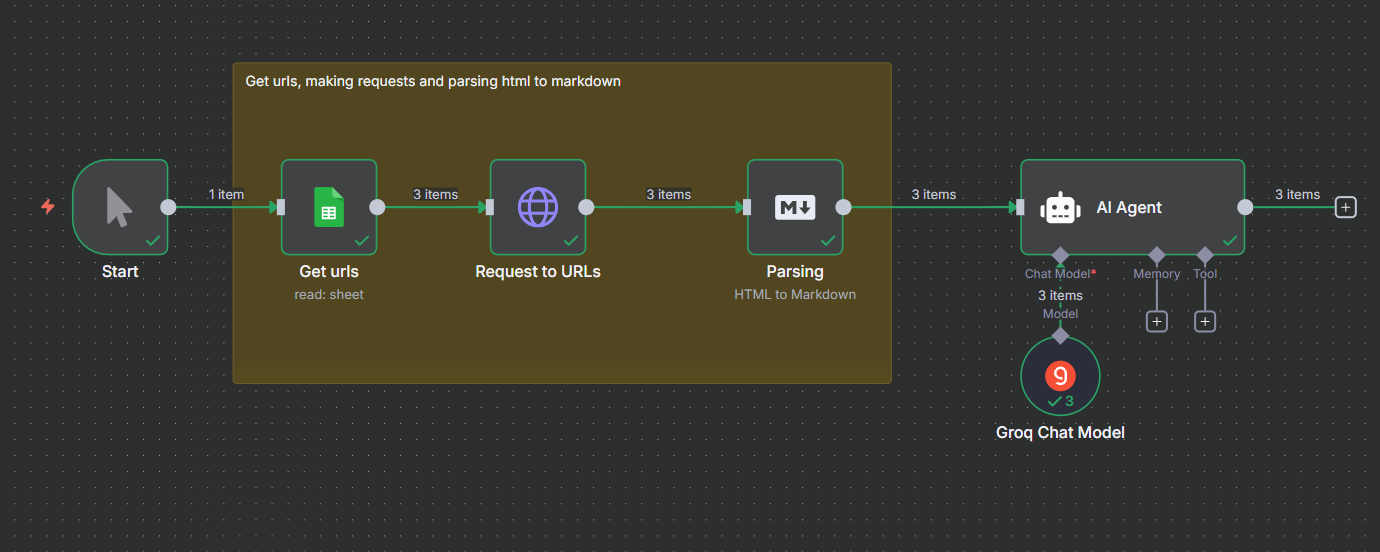 Get urls, making requests and parsing html to markdown
1 item
3 items
3 items
3 items
3 items
M
AI Agent
Start
Get urls
read: sheet
Request to URLs
Parsing
HTML to Markdown
Chat Model*
Memory
Tool
3 items
Model
g
3
Groq Chat Model